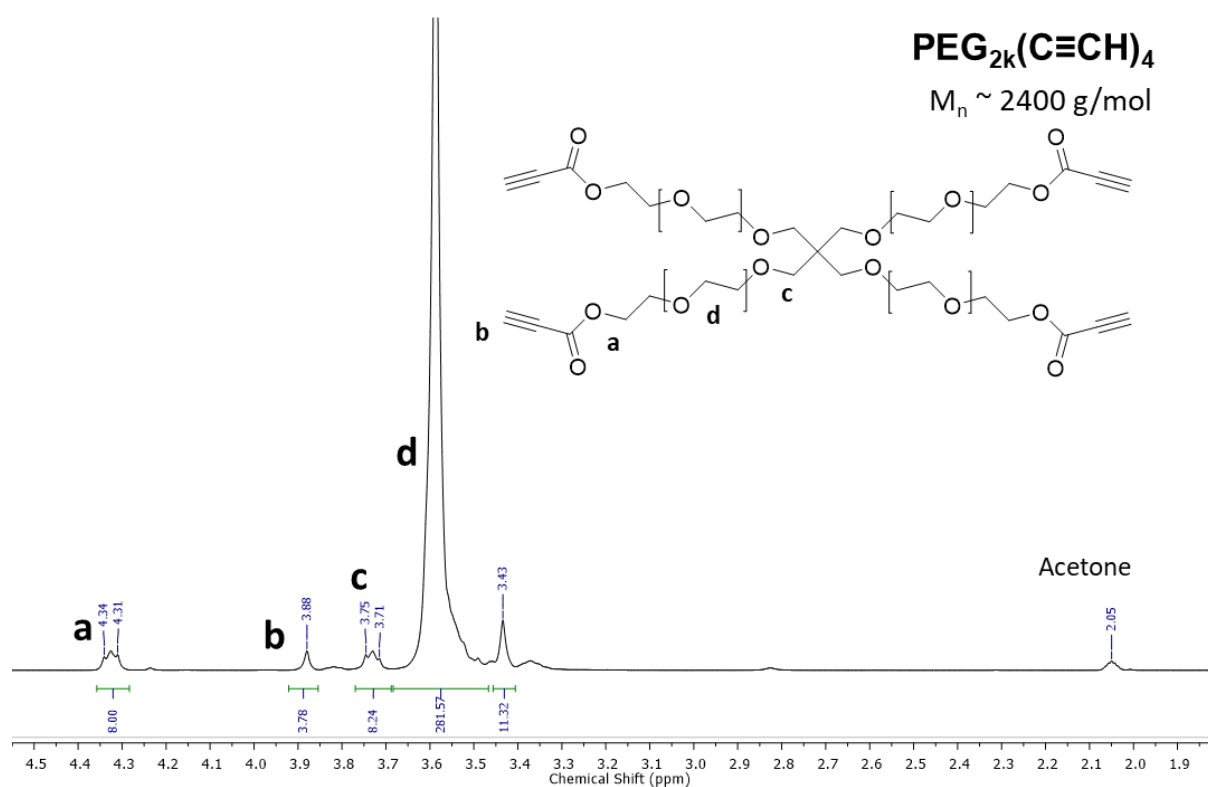 PEG2k(C≡CH)4
Mn ~ 2400 g/mol
O O
O O
O O
O O
O O
O O
b a d c
O O
a b c d
4.34 4.31 3.88 3.75 3.71 3.43 2.05
Acetone
8.00 3.78 8.24 281.57 11.32
4.5 4.4 4.3 4.2 4.1 4.0 3.9 3.8 3.7 3.6 3.5 3.4 3.3 3.2 3.1 3.0 2.9 2.8 2.7 2.6 2.5 2.4 2.3 2.2 2.1 2.0 1.9
Chemical Shift (ppm)